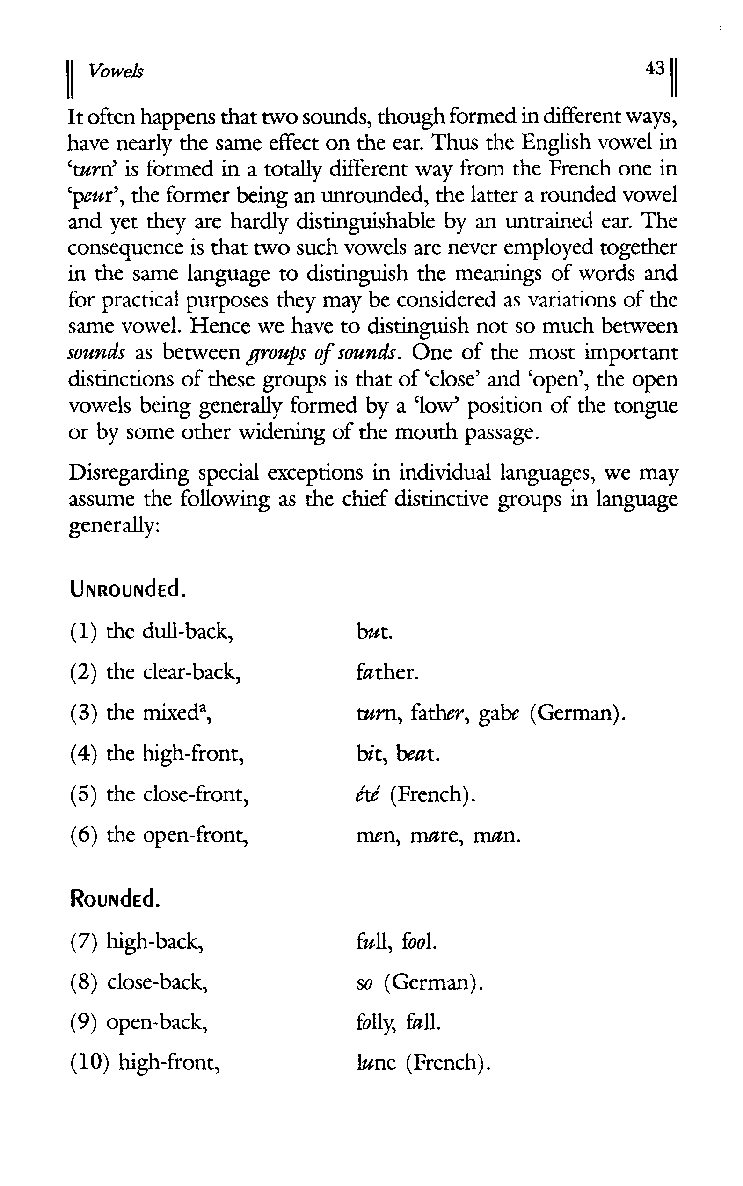 Vowels 43
It often happens that two sounds, though formed in different ways,
have nearly the same effect on the ear. Thus the English vowel in
‘turn’ is formed in a totally different way from the French one in
‘peur’, the former being an unrounded, the latter a rounded vowel
and yet they are hardly distinguishable by an untrained ear. The
consequence is that two such vowels are never employed together
in the same language to distinguish the meanings of words and
for practical purposes they may be considered as variations of the
same vowel. Hence we have to distinguish not so much between
sounds as between groups of sounds. One of the most important
distinctions of these groups is that of ‘close’ and ‘open’, the open
vowels being generally formed by a ‘low’ position of the tongue
or by some other widening of the mouth passage.
Disregarding special exceptions in individual languages, we may
assume the following as the chief distinctive groups in language
generally:
Unrounded.
(1) the dull-back, but.
(2) the clear-back, father.
(3) the mixedª, turn, father, gabe (German).
(4) the high-front, bit, beat.
(5) the close-front, été (French).
(6) the open-front, men, mare, man.
Rounded.
(7) high-back, full, fool.
(8) close-back, so (German).
(9) open-back, folly, fall.
(10) high-front, lune (French).